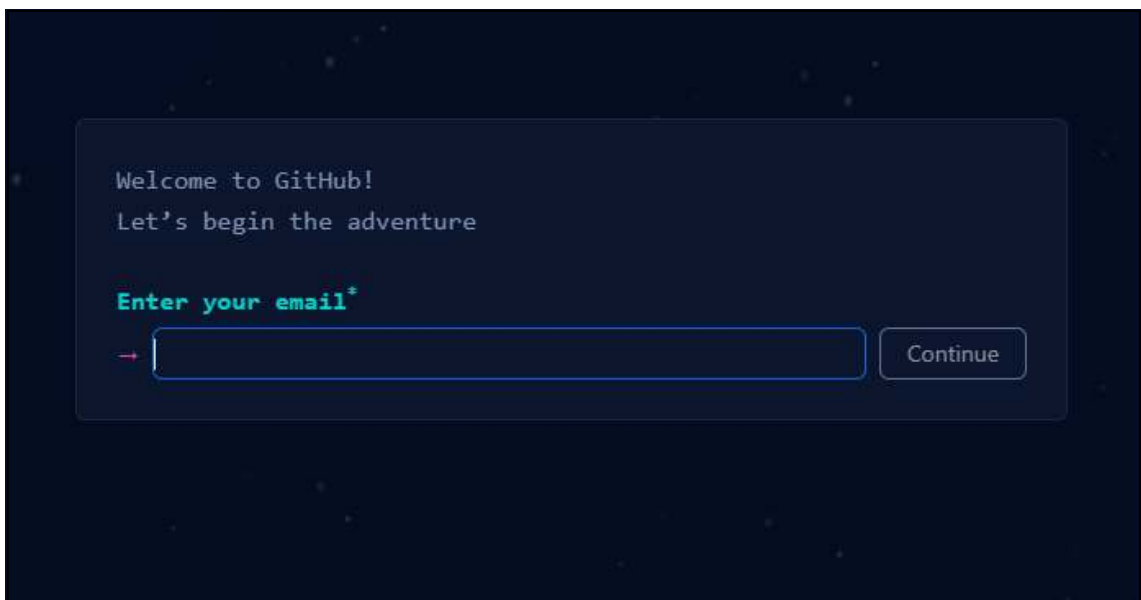 Welcome to GitHub!
Let’s begin the adventure
Enter your email*
→ Continue